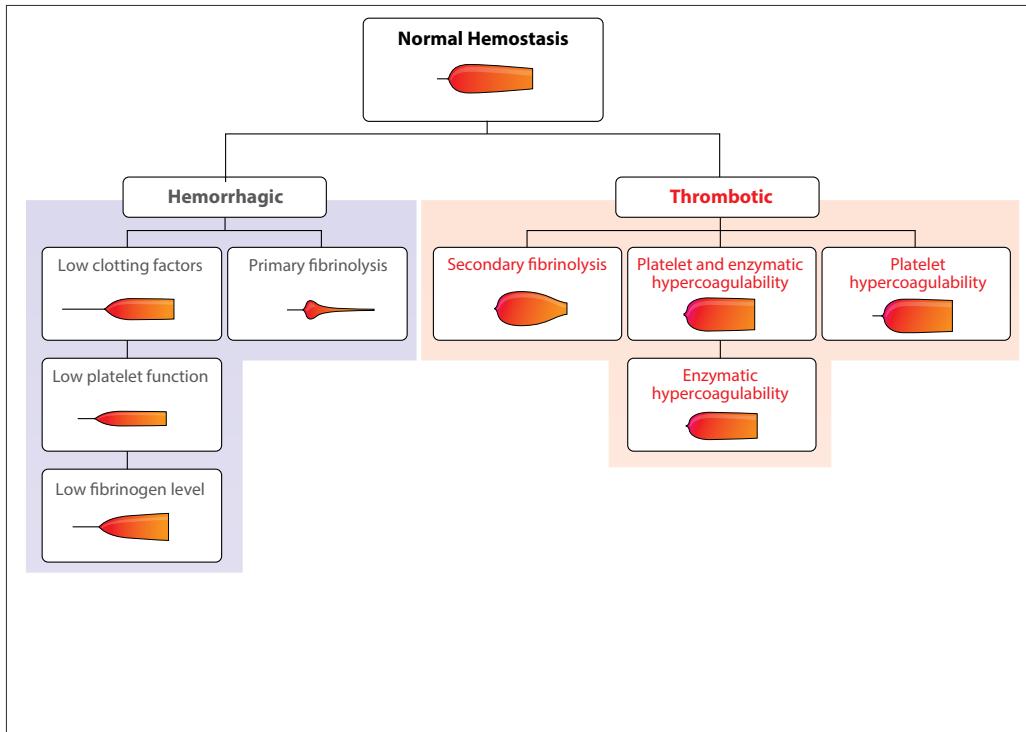 Normal Hemostasis
Hemorrhagic
Thrombotic
Low clotting factors
Primary fibrinolysis
Secondary fibrinolysis
Platelet and enzymatic
hypercoagulability
Platelet
hypercoagulability
Low platelet function
Enzymatic
hypercoagulability
Low fibrinogen level